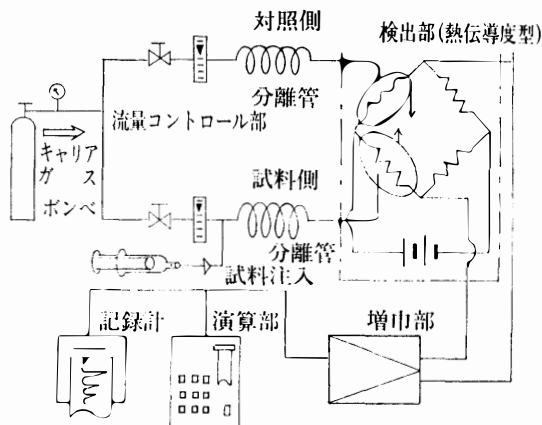 対照側
検出部(熱伝導度型)
分離管
流量コントロール部
キャリア
ガス
ボンベ
試料側
分離管
試料注入
記録計
演算部
増巾部